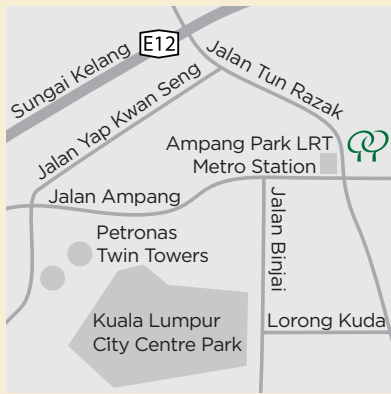 E12
Sungai Kelang
Jalan Tun Razak
Jalan Yap Kwan Seng
Ampang Park LRT
Metro Station
Jalan Ampang
Jalan Binjai
Petronas
Twin Towers
Kuala Lumpur
City Centre Park
Lorong Kuda